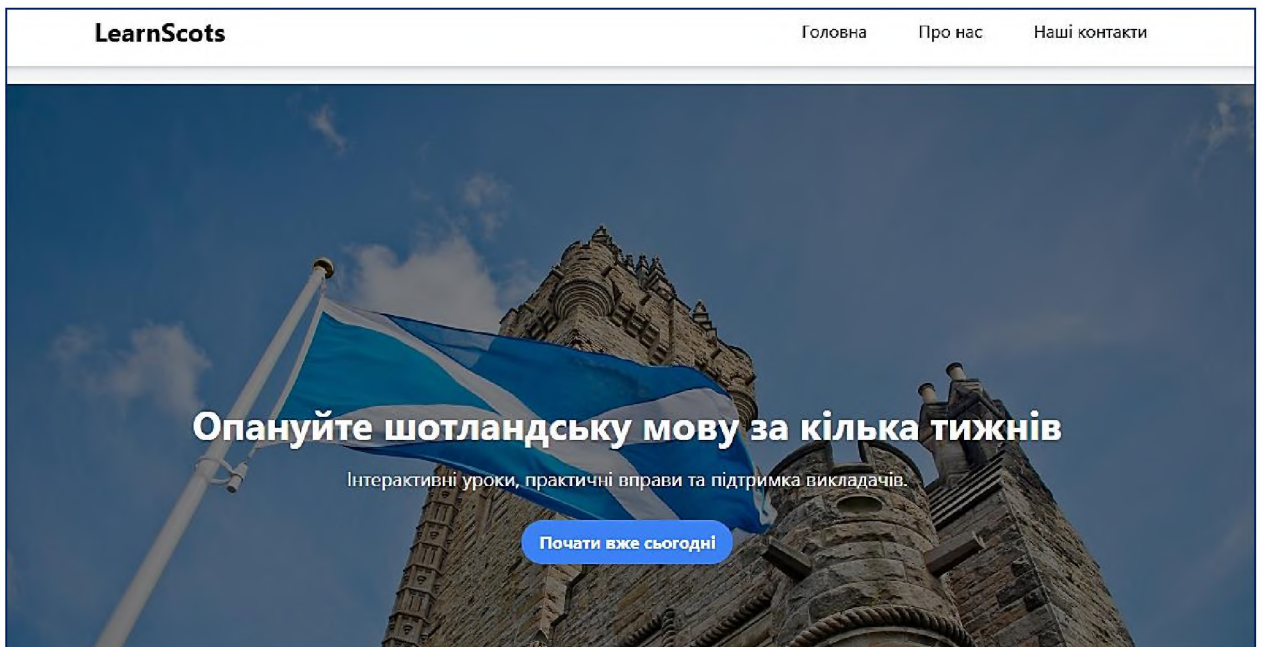 LearnScots
Головна Про нас Наші контакти
Опануйте шотландську мову за кілька тижнів
Інтерактивні уроки, практичні вправи та підтримка викладачів.
Почати вже сьогодні